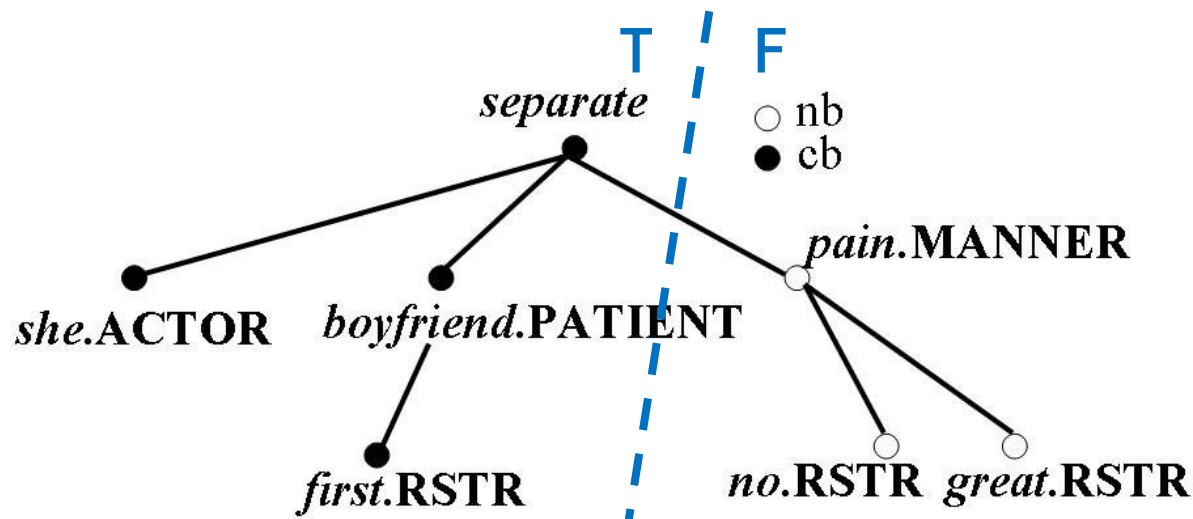 T F
separate
nb
cb
pain.MANNER
she.ACTOR boyfriend.PATIENT
first.RSTR no.RSTR great.RSTR